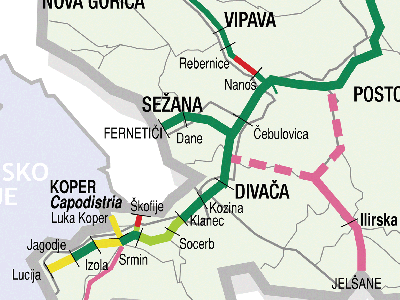 NOVA GORICA
VIPAVA
Rebernice
Nanos
POSTO
SEŽANA
FERNETIČI
Dane
Čebulovica
SKO
JE
KOPER
Capodistria
Luka Koper
Škofije
DIVAČA
Kozina
Klanec
Ilirska
Jagodje
Socerb
Srmin
Izola
Lucija
JELŠANE